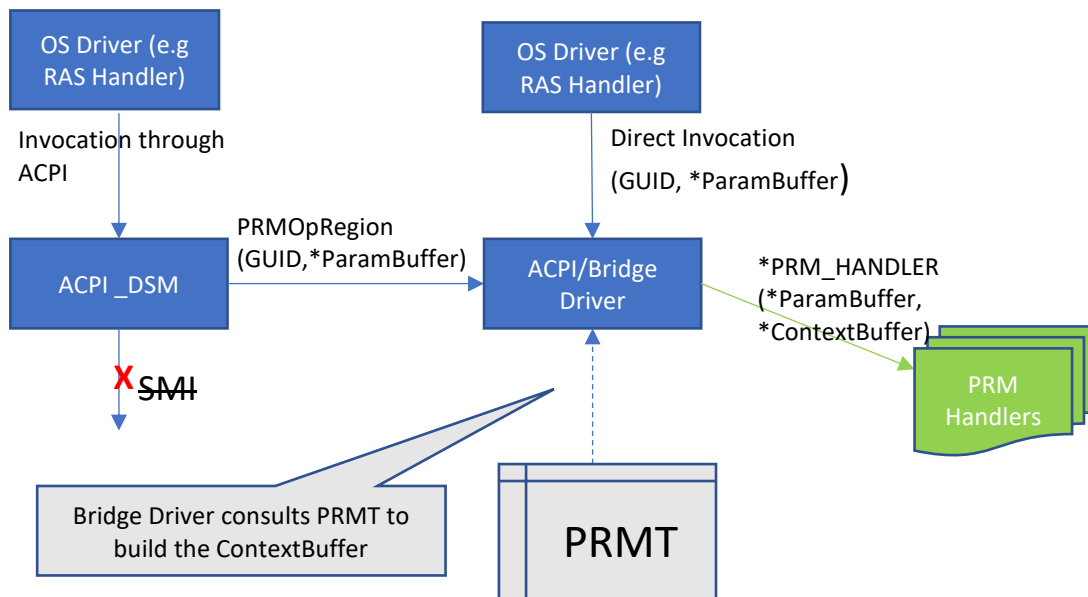 OS Driver (e.g
RAS Handler)
OS Driver (e.g
RAS Handler)
Invocation through
ACPI
Direct Invocation
(GUID, *ParamBuffer)
PRMOpRegion
(GUID,*ParamBuffer)
ACPI _DSM
ACPI/Bridge
Driver
*PRM_HANDLER
(*ParamBuffer,
*ContextBuffer)
X SMI
PRM
Handlers
Bridge Driver consults PRMT to
build the ContextBuffer
PRMT